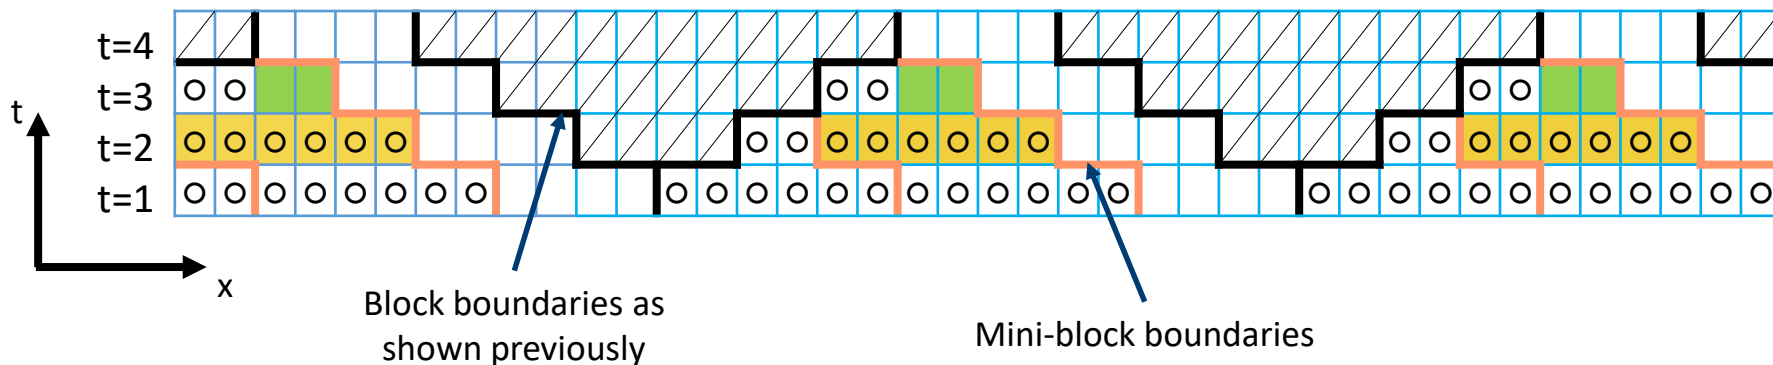 t=4
t=3
t
t=2
t=1
x
Block boundaries as
shown previously
Mini-block boundaries